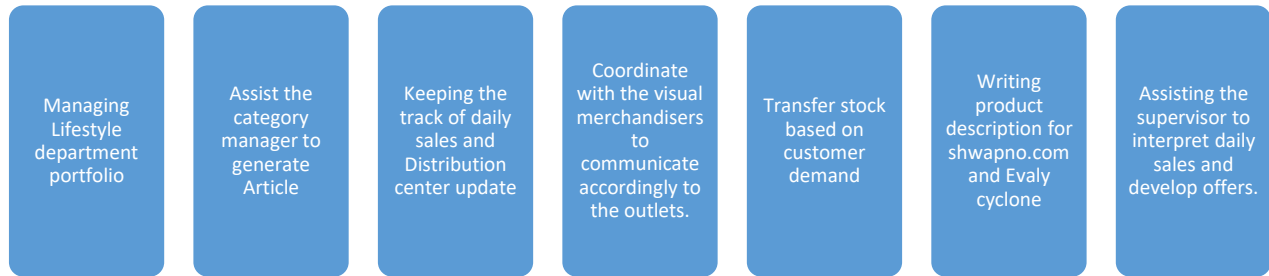 Managing
Lifestyle
department
portfolio
Assist the
category
manager to
generate
Article
Keeping the
track of daily
sales and
Distribution
center update
Coordinate
with the visual
merchandisers
to
communicate
accordingly to
the outlets.
Transfer stock
based on
customer
demand
Writing
product
description for
shwapno.com
and Evaly
cyclone
Assisting the
supervisor to
interpret daily
sales and
develop offers.